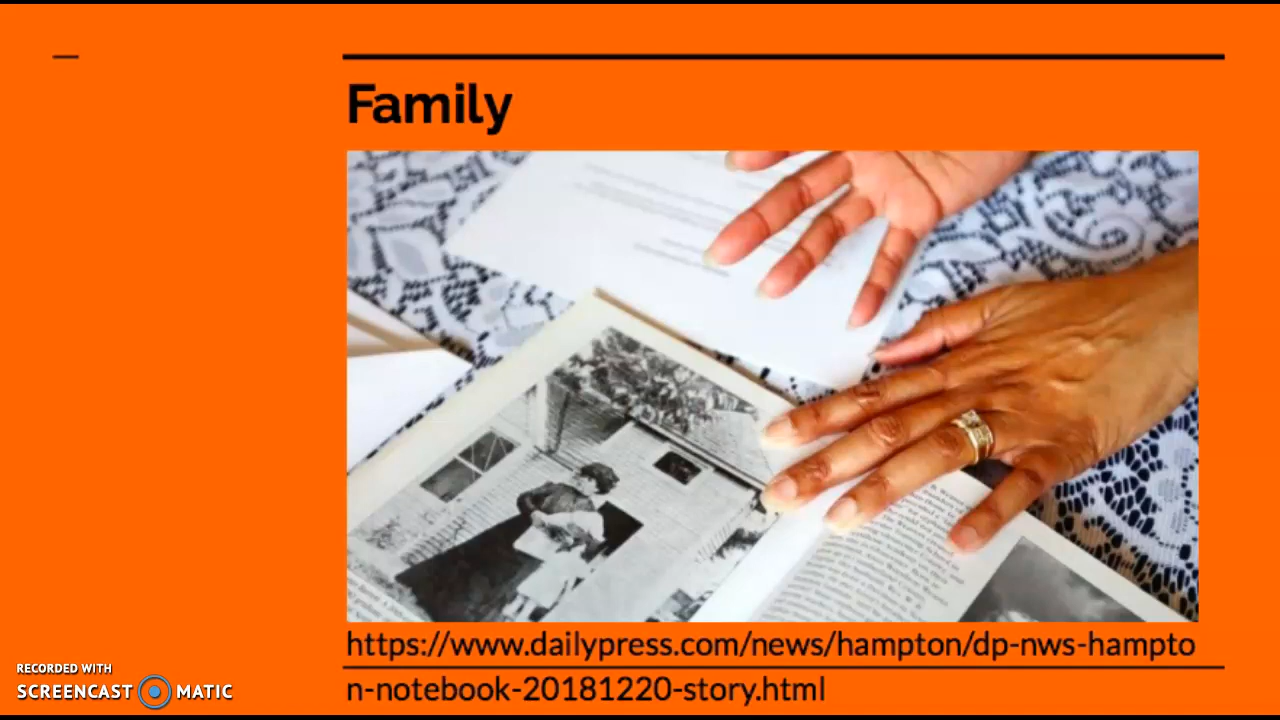 Family
https://www.dailypress.com/news/hampton/dp-nws-hampto
n-notebook-20181220-story.html
RECORDED WITH
SCREENCAST MATIC